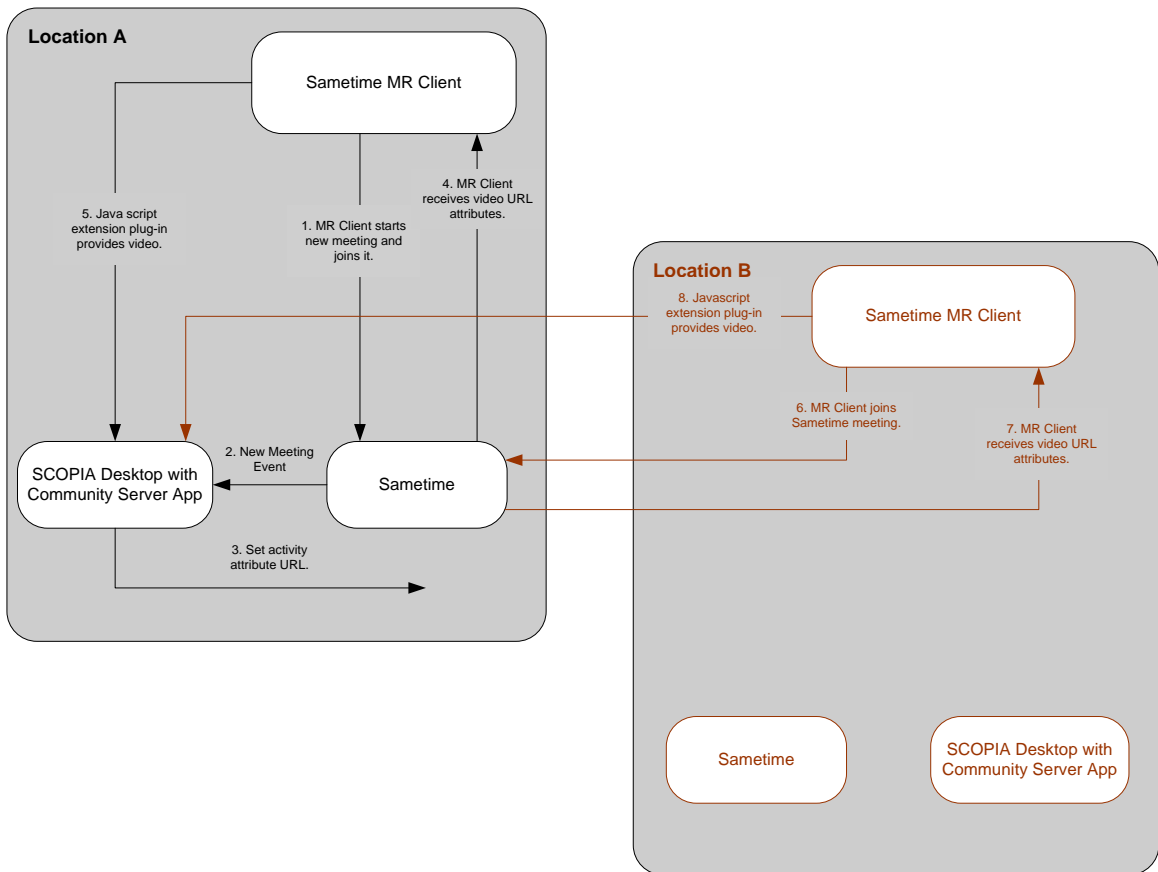 Location A
Sametime MR Client
4. MR Client
receives video URL
attributes.
5. Java script
extension plug-in
provides video.
1. MR Client starts
new meeting and
joins it.
2. New Meeting
Event
SCOPIA Desktop with
Community Server App
Sametime
3. Set activity
attribute URL.
Location B
8. Javascript
extension plug-in
provides video.
Sametime MR Client
6. MR Client joins
Sametime meeting.
7. MR Client
receives video URL
attributes.
Sametime
SCOPIA Desktop with
Community Server App